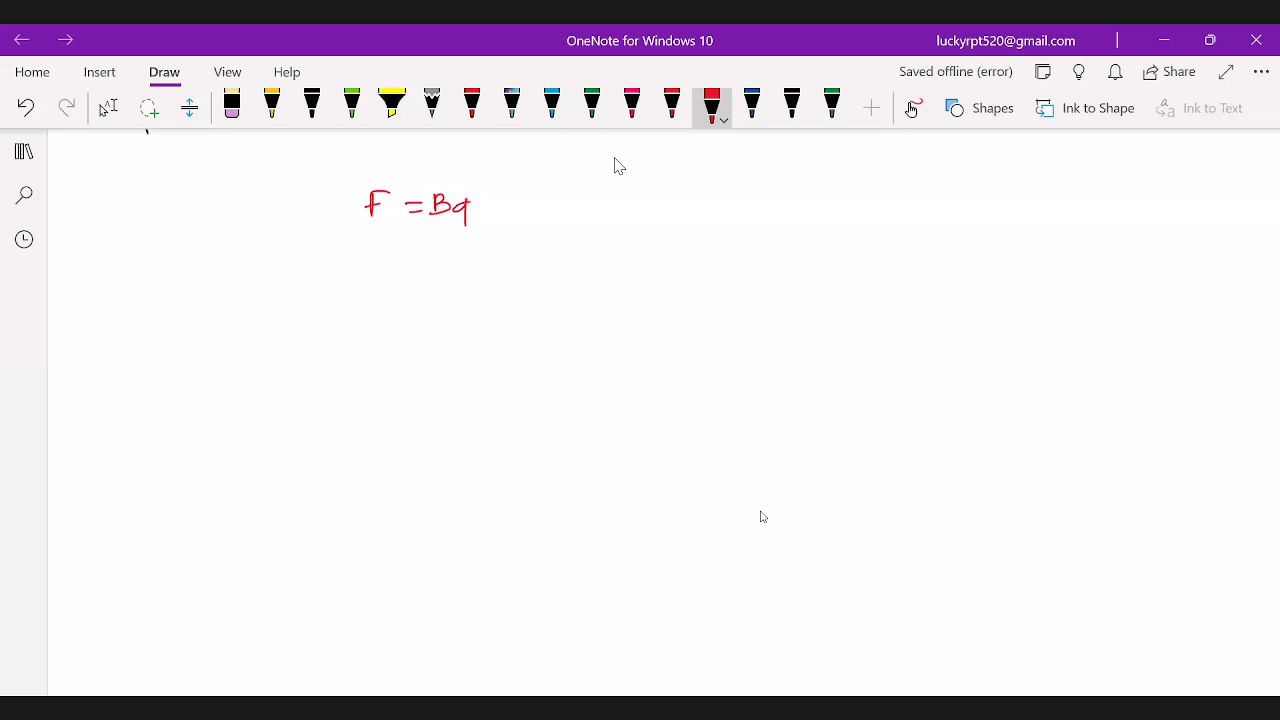 OneNote for Windows 10
luckyrpt520@gmail.com
Home Insert Draw View Help
Saved offline (error)
Share
Shapes
Ink to Shape
Ink to Text
F = Bq